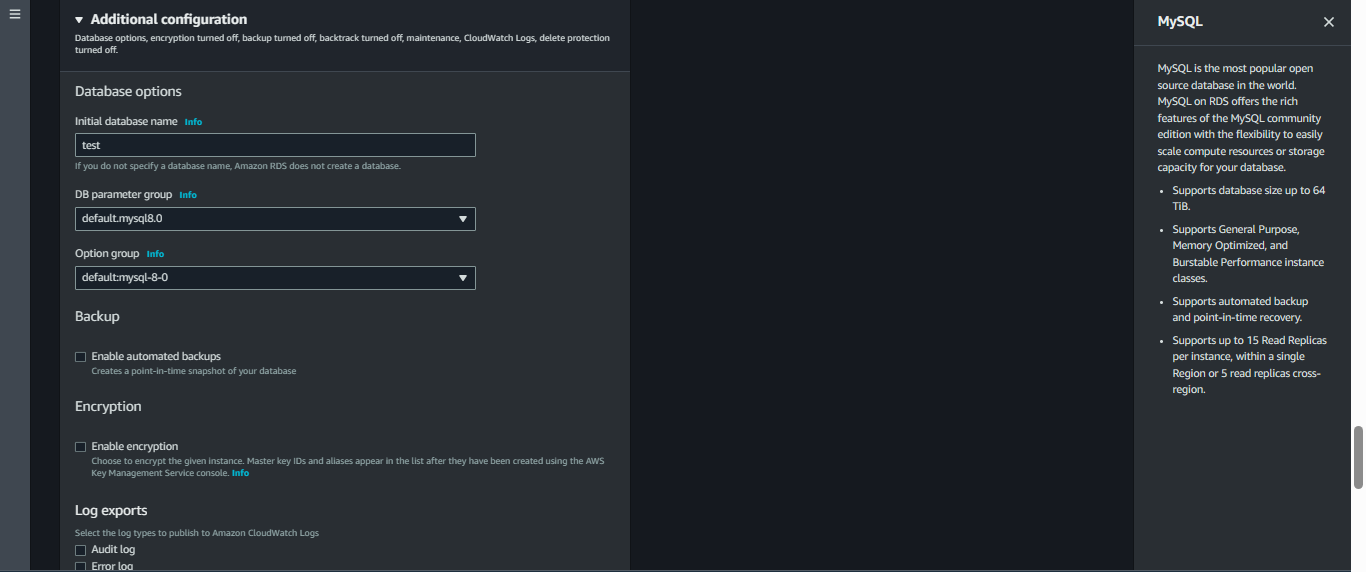 Additional configuration
Database options, encryption turned off, backup turned off, backtrack turned off, maintenance, CloudWatch Logs, delete protection
turned off.
Database options
Initial database name Info
test
If you do not specify a database name, Amazon RDS does not create a database.
DB parameter group Info
default.mysql8.0
Option group Info
default:mysql-8-0
Backup
Enable automated backups
Creates a point-in-time snapshot of your database
Encryption
Enable encryption
Choose to encrypt the given instance. Master key IDs and aliases appear in the list after they have been created using the AWS
Key Management Service console. Info
Log exports
Select the log types to publish to Amazon CloudWatch Logs
Audit log
Error log
MySQL
MySQL is the most popular open
source database in the world.
MySQL on RDS offers the rich
features of the MySQL community
edition with the flexibility to easily
scale compute resources or storage
capacity for your database.
• Supports database size up to 64
TiB.
• Supports General Purpose,
Memory Optimized, and
Burstable Performance instance
classes.
• Supports automated backup
and point-in-time recovery.
• Supports up to 15 Read Replicas
per instance, within a single
Region or 5 read replicas cross-
region.